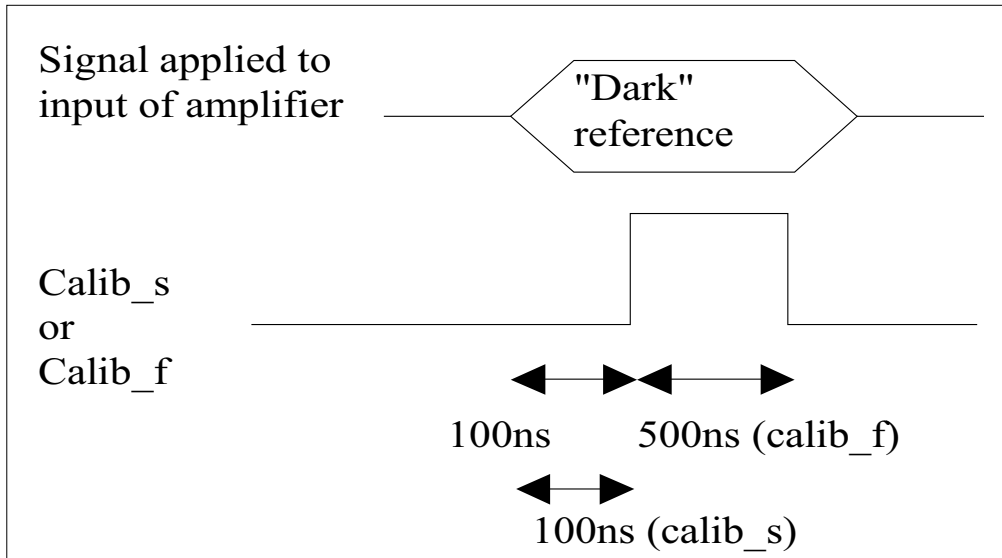 Signal applied to
input of amplifier
"Dark"
reference
Calib_s
or
Calib_f
100ns
500ns (calib_f)
100ns (calib_s)